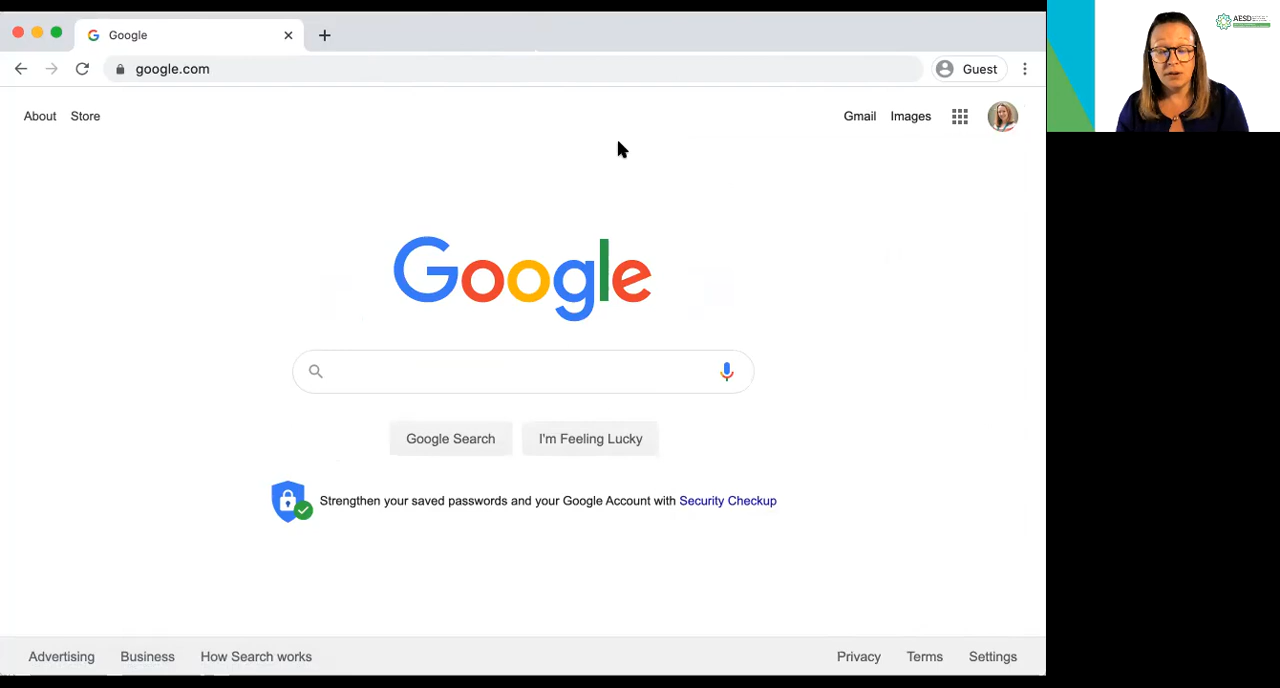 Google
google.com
Guest
About Store
Gmail Images
Google
Google Search I'm Feeling Lucky
Strengthen your saved passwords and your Google Account with Security Checkup
Advertising Business How Search works
Privacy Terms Settings
AESD